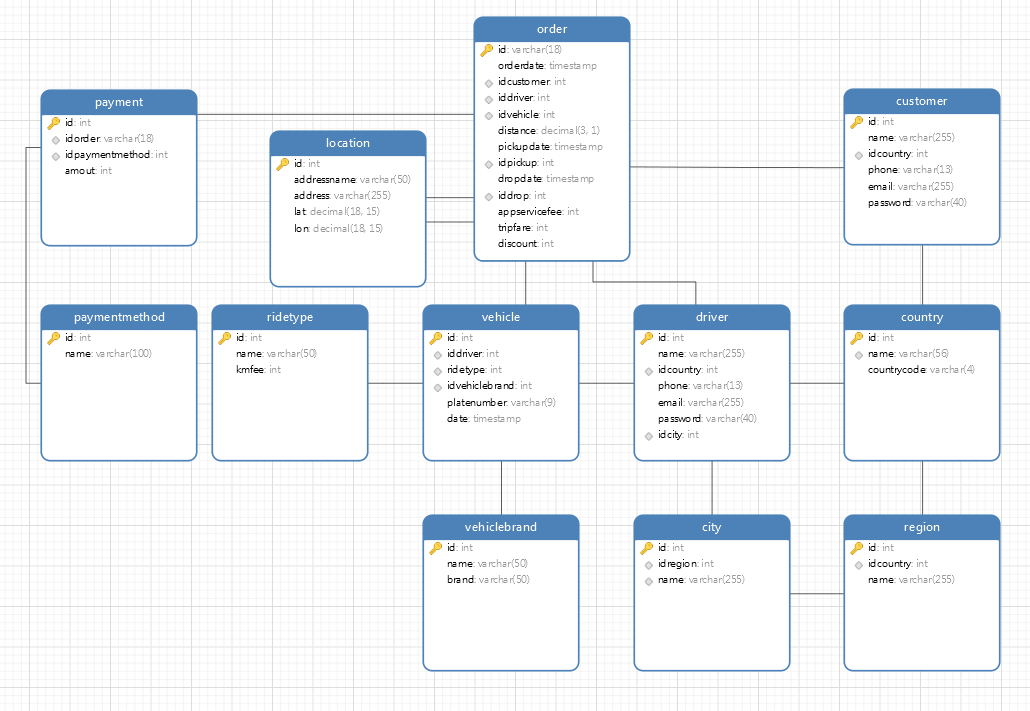 order
id: varchar(18)
orderdate: timestamp
idcustomer: int
iddriver: int
idvehicle: int
distance: decimal(3, 1)
pickupdate: timestamp
idpickup: int
dropdate: timestamp
iddrop: int
appservicefee: int
tripfare: int
discount: int
payment
id: int
idorder: varchar(18)
idpaymentmethod: int
amout: int
location
id: int
addressname: varchar(50)
address: varchar(255)
lat: decimal(18, 15)
lon: decimal(18, 15)
customer
id: int
name: varchar(255)
idcountry: int
phone: varchar(13)
email: varchar(255)
password: varchar(40)
paymentmethod
id: int
name: varchar(100)
ridetype
id: int
name: varchar(50)
kmfee: int
vehicle
id: int
iddriver: int
ridetype: int
idvehiclebrand: int
platenumber: varchar(9)
date: timestamp
driver
id: int
name: varchar(255)
idcountry: int
phone: varchar(13)
email: varchar(255)
password: varchar(40)
idcity: int
country
id: int
name: varchar(56)
countrycode: varchar(4)
vehiclebrand
id: int
name: varchar(50)
brand: varchar(50)
city
id: int
idregion: int
name: varchar(255)
region
id: int
idcountry: int
name: varchar(255)